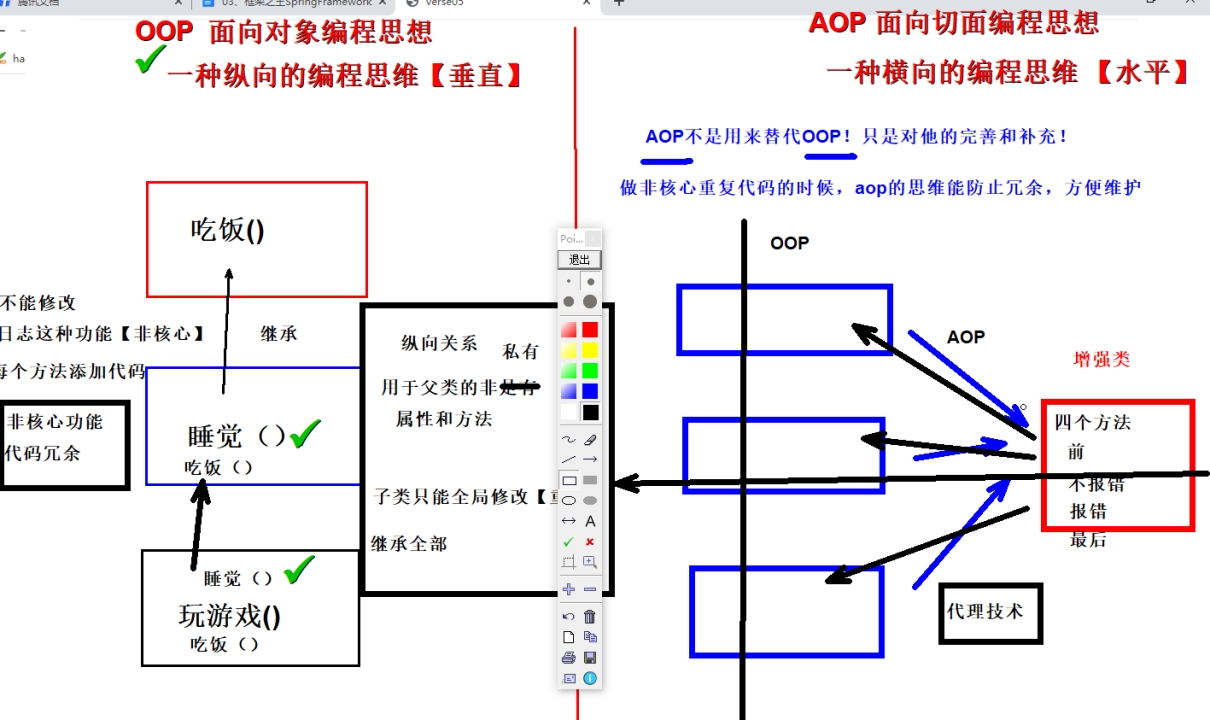 腾讯文档
03、框架之王SpringFramework
verse05
ha
OOP 面向对象编程思想
一种纵向的编程思维【垂直】
吃饭()
不能修改
日志这种功能【非核心】
继承
每个方法添加代码
非核心功能
代码冗余
睡觉（）
吃饭（）
睡觉（）
玩游戏()
吃饭（）
纵向关系
私有
用于父类的非是有
属性和方法
子类只能全局修改【
继承全部
Poi...
退出
A
AOP 面向切面编程思想
一种横向的编程思维 【水平】
AOP不是用来替代OOP！只是对他的完善和补充！
做非核心重复代码的时候，aop的思维能防止冗余，方便维护
OOP
AOP
增强类
四个方法
前
不报错
报错
最后
代理技术